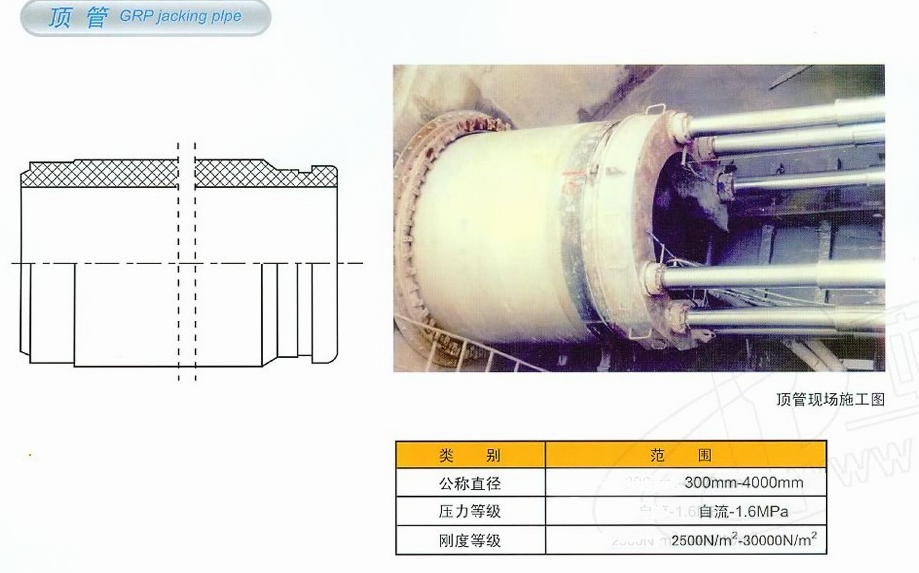 顶 管 GRP jacking pIpe
顶管现场施工图
类 别 范 围
公称直径 300mm-4000mm
压力等级 自流-1.6MPa
刚度等级 2500N/m²-30000N/m²